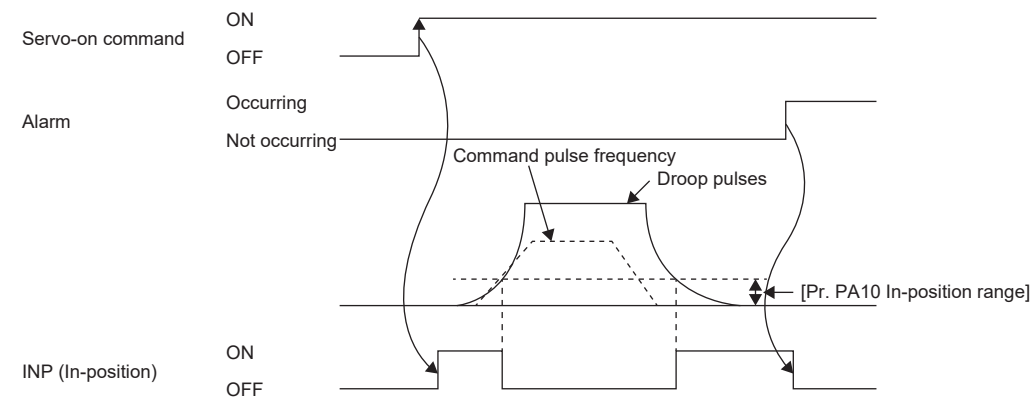 Servo-on command
ON
OFF
Alarm
Occurring
Not occurring
Command pulse frequency
Droop pulses
[Pr. PA10 In-position range]
INP (In-position)
ON
OFF